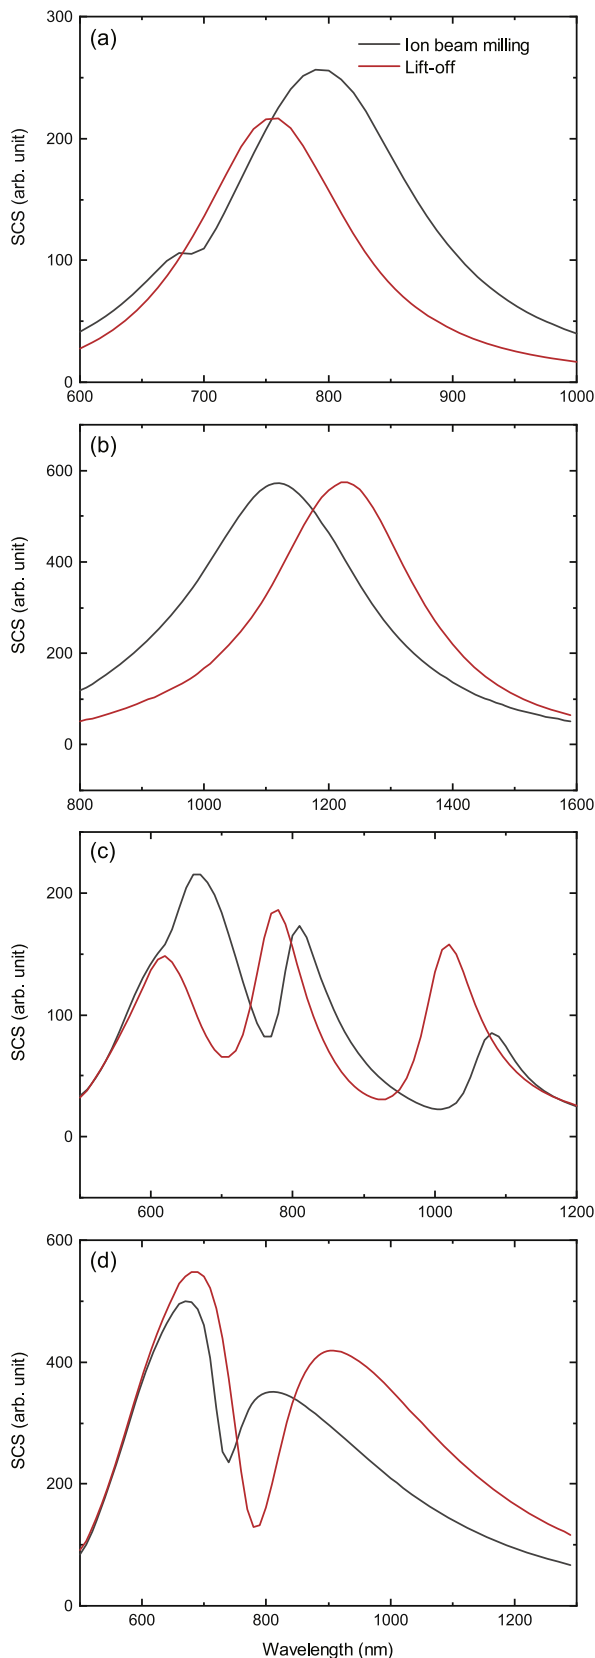 (a)
Ion beam milling
Lift-off
SCS (arb. unit)
300
200
100
0
600 700 800 900 1000
(b)
SCS (arb. unit)
600
400
200
0
800 1000 1200 1400 1600
(c)
SCS (arb. unit)
200
100
0
600 800 1000 1200
(d)
SCS (arb. unit)
600
400
200
0
600 800 1000 1200
Wavelength (nm)